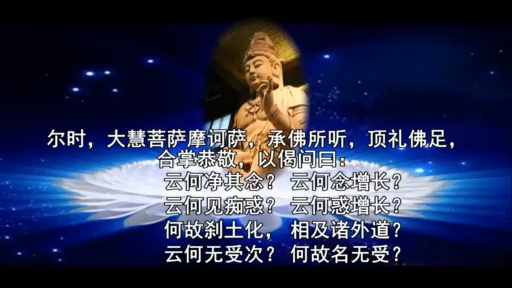 尔时，大慧菩萨摩诃萨，承佛所听，顶礼佛足，
合掌恭敬，以偈问曰：
云何净其念？ 云何念增长？
云何见痴惑？ 云何惑增长？
何故刹土化， 相及诸外道？
云何无受次？ 何故名无受？